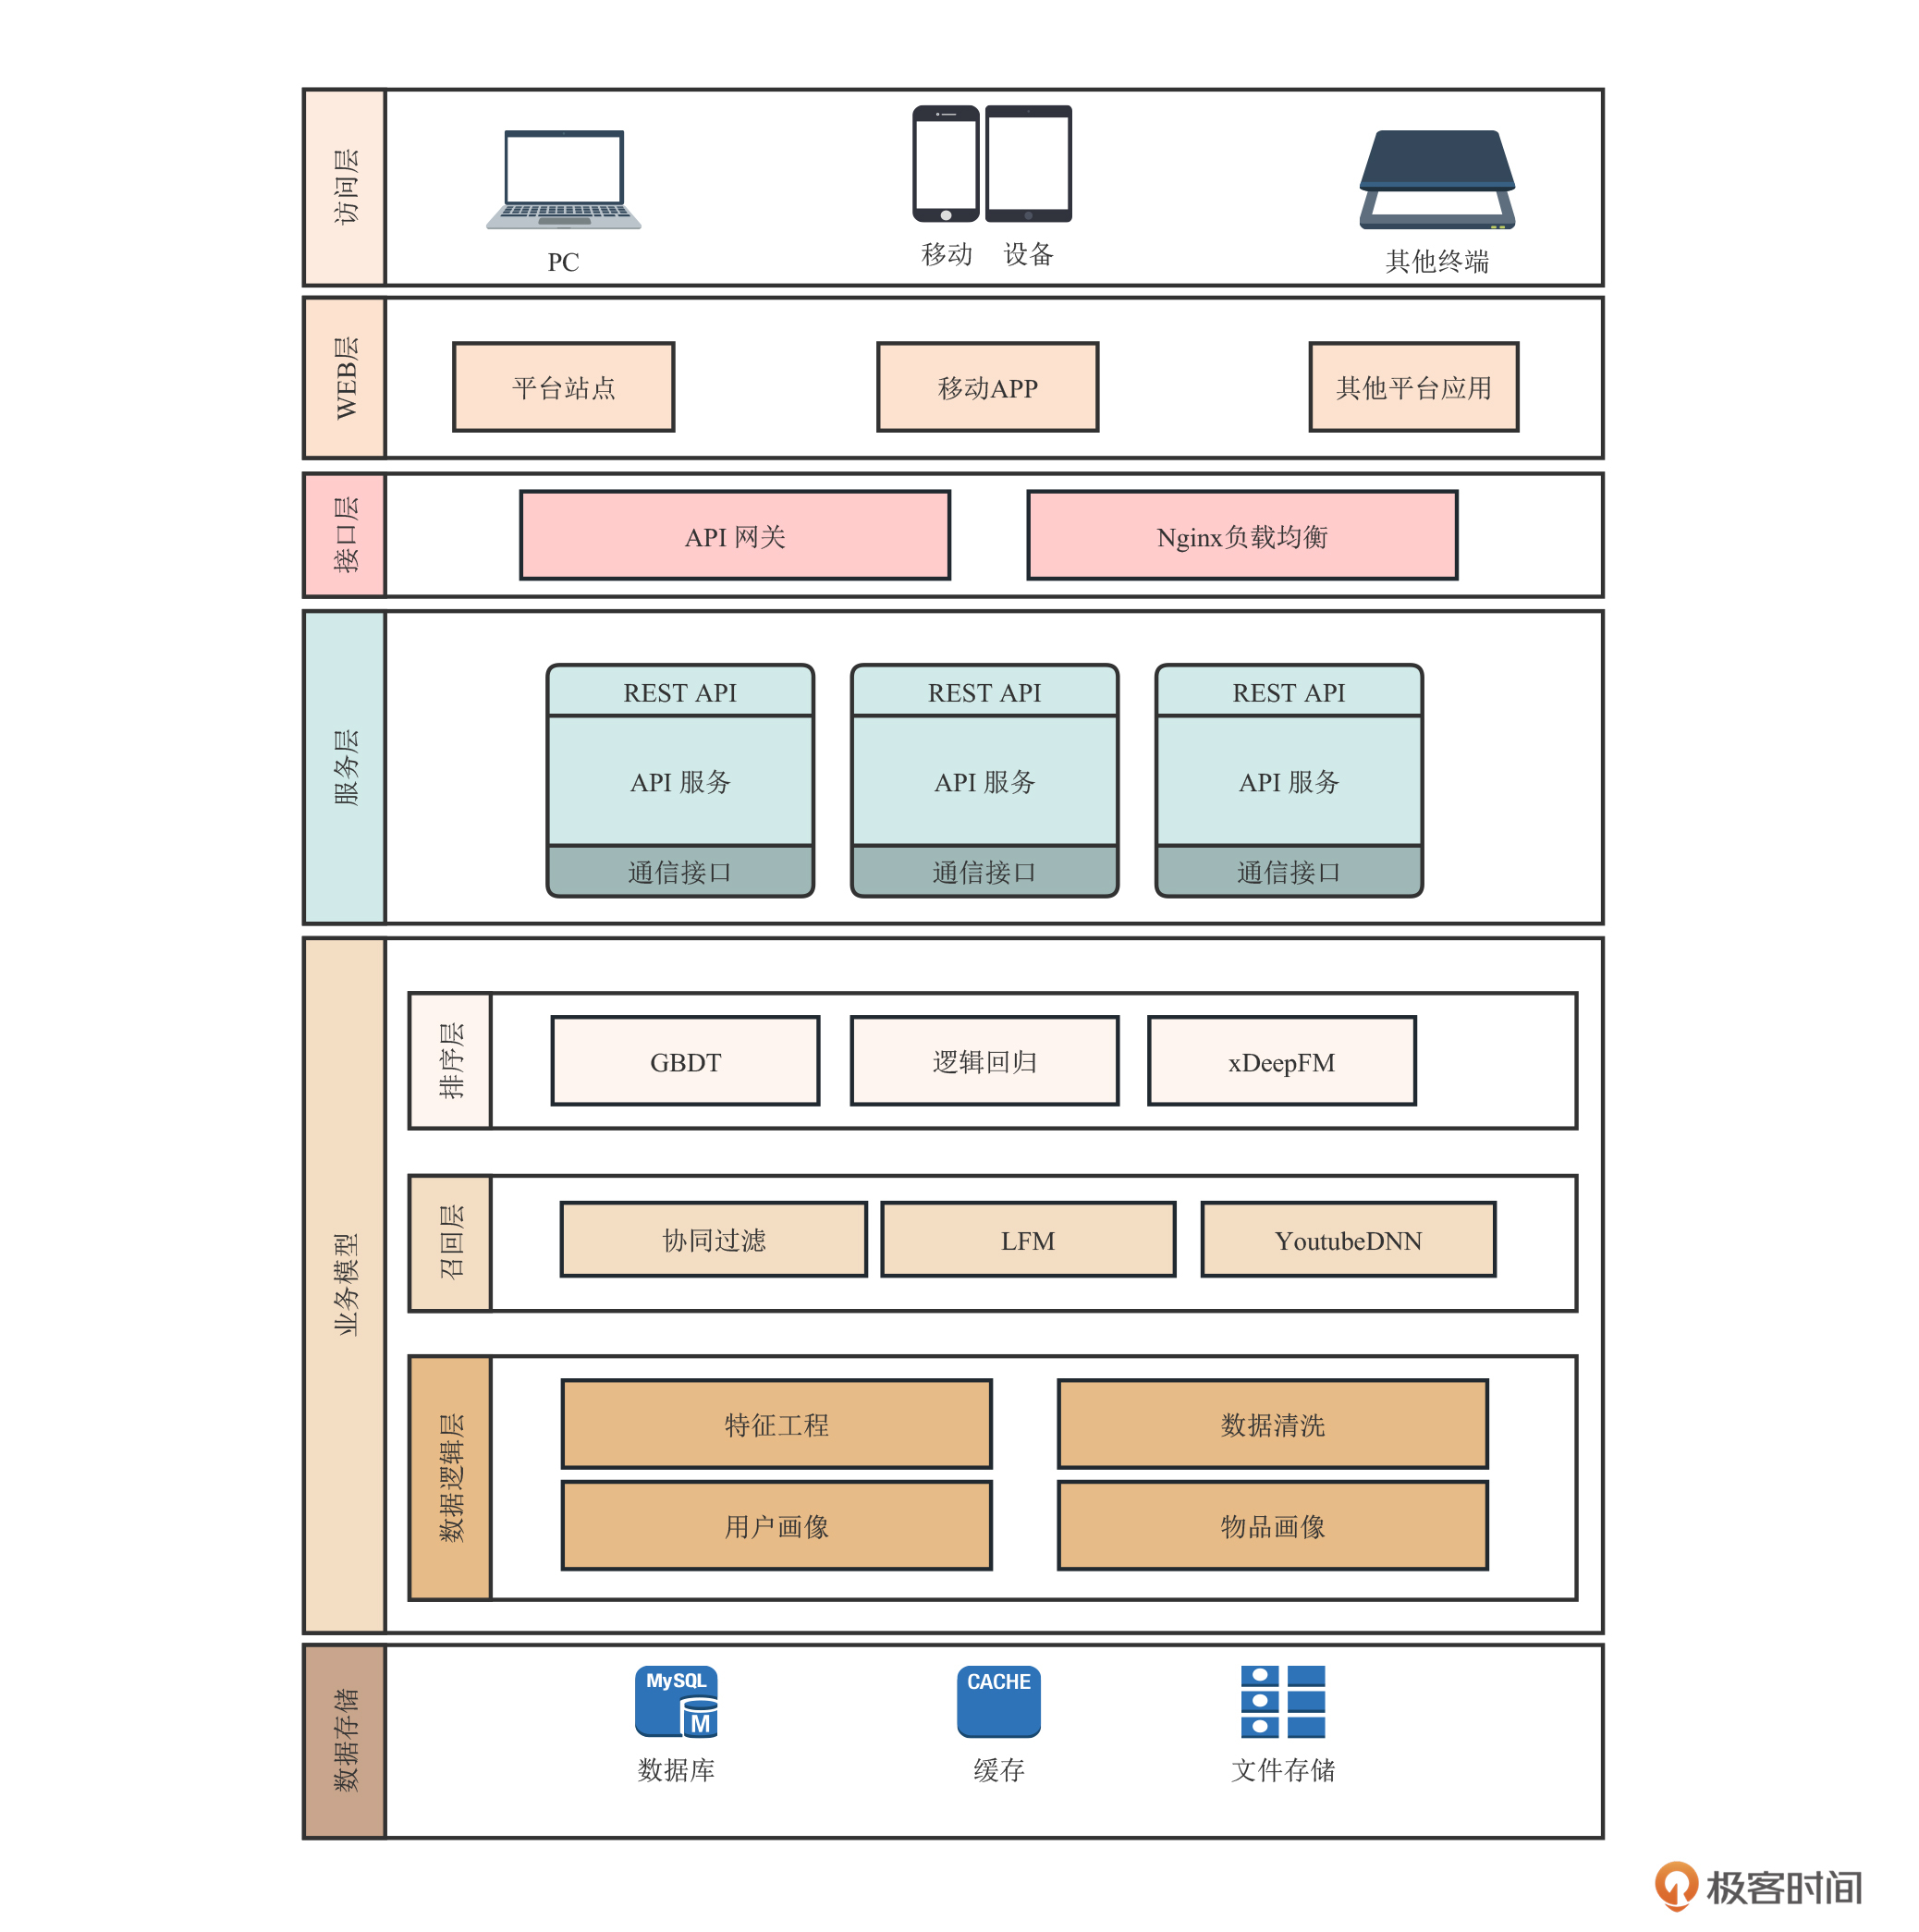 访问层
PC
移动
设备
其他终端
WEB层
平台站点
移动APP
其他平台应用
接口层
API 网关
Nginx负载均衡
服务层
REST API
REST API
REST API
API 服务
API 服务
API 服务
通信接口
通信接口
通信接口
业务模型
排序层
GBDT
逻辑回归
xDeepFM
召回层
协同过滤
LFM
YoutubeDNN
数据逻辑层
特征工程
数据清洗
用户画像
物品画像
数据存储
MySQL
M
数据库
CACHE
缓存
文件存储
极客时间